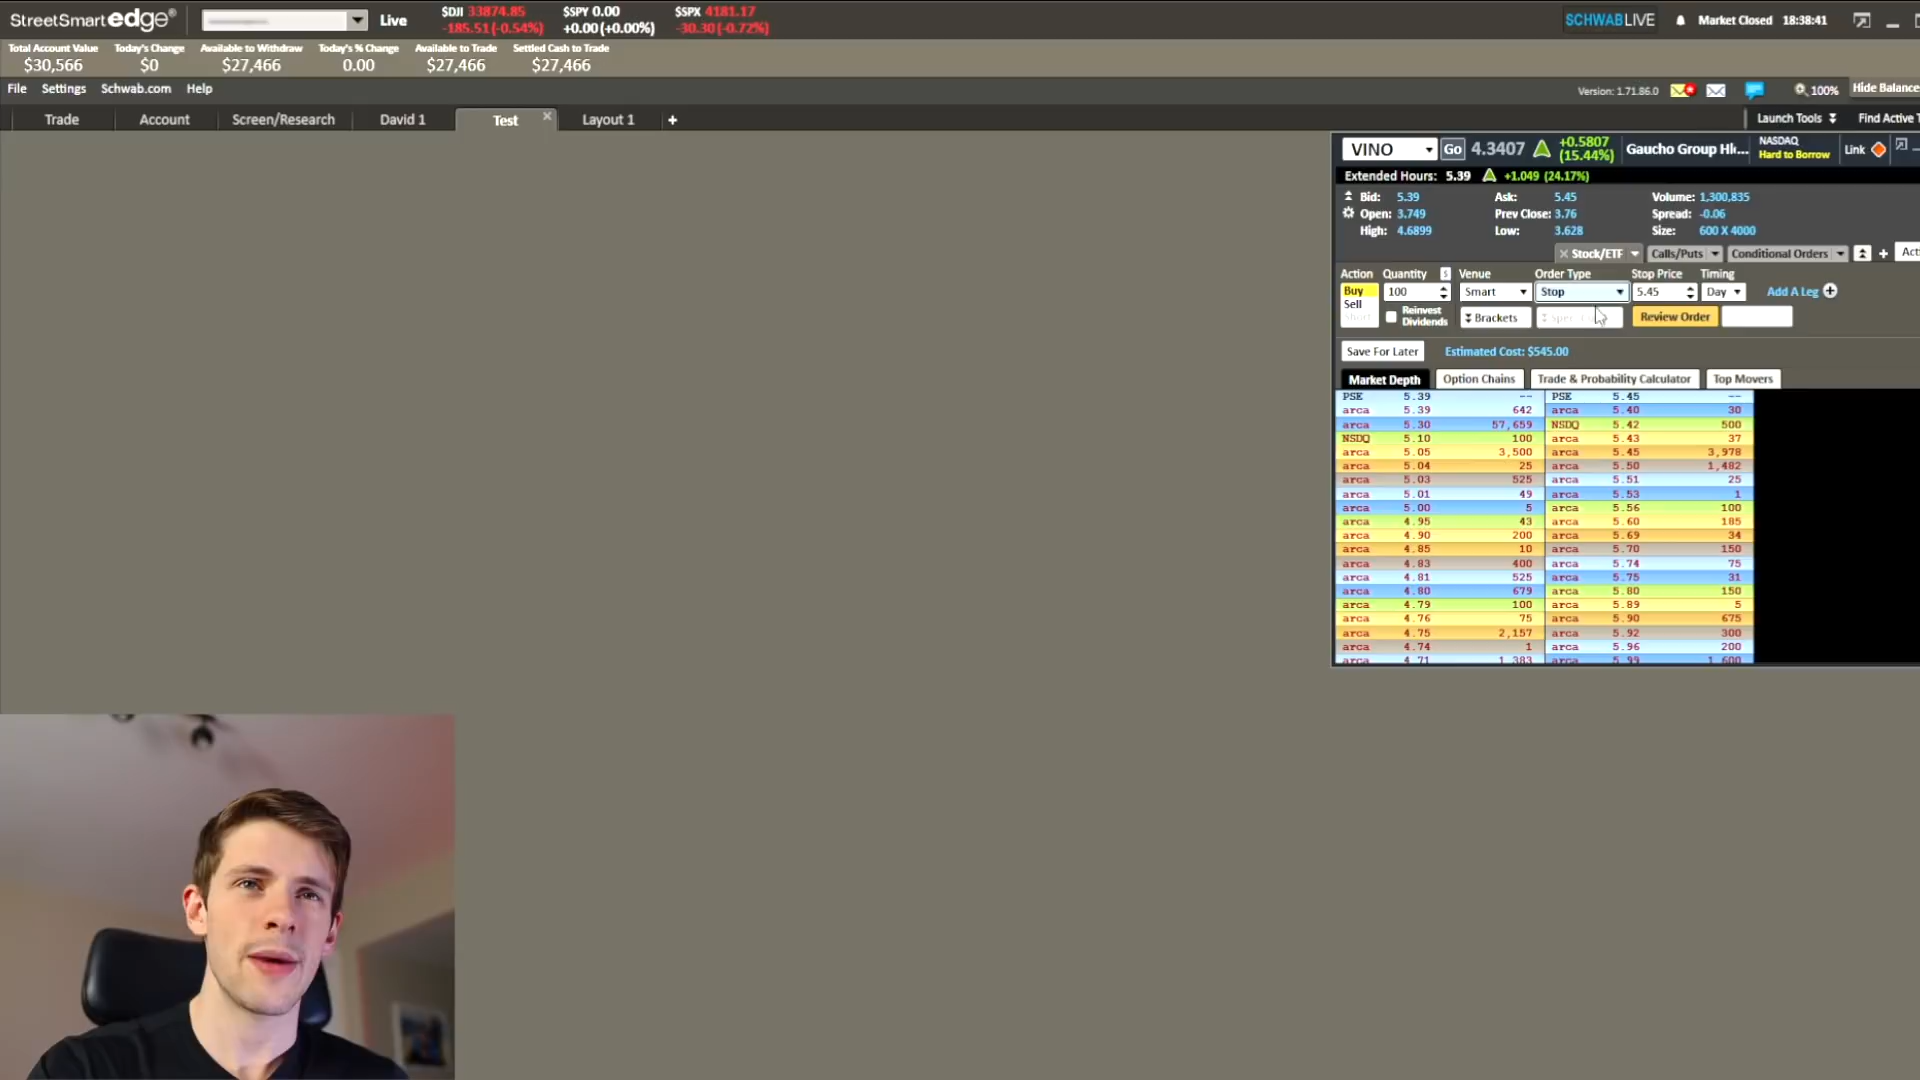 StreetSmart edge® Live $DJI 33874.85 $SPY 0.00 $SPX 4181.17 SCHWABLIVE Market Closed 18:38:41
-185.51 (-0.54%) +0.00 (+0.00%) -30.30 (-0.72%)
Total Account Value Today's Change Available to Withdraw Today's % Change Available to Trade Settled Cash to Trade
$30,566 $0 $27,466 0.00 $27,466 $27,466
File Settings Schwab.com Help Version: 1.71.86.0 100% Hide Balance
Trade Account Screen/Research David 1 Test Layout 1 Launch Tools Find Active T
VINO Go 4.3407 +0.5807 (15.44%) Gaucho Group Hl... NASDAQ Hard to Borrow Link
Extended Hours: 5.39 +1.049 (24.17%)
Bid: 5.39 Ask: 5.45 Volume: 1,300,835
Open: 3.749 Prev Close: 3.76 Spread: -0.06
High: 4.6899 Low: 3.628 Size: 600 X 4000
Stock/ETF Calls/Puts Conditional Orders Act
Action Quantity $ Venue Order Type Stop Price Timing
Buy 100 Smart Stop 5.45 Day Add A Leg
Sell
Short Reinvest Dividends Brackets Review Order
Save For Later Estimated Cost: $545.00
Market Depth Option Chains Trade & Probability Calculator Top Movers
PSE 5.39 -- PSE 5.45 --
arca 5.39 642 arca 5.40 30
arca 5.30 57,659 NSDQ 5.42 500
NSDQ 5.10 100 arca 5.43 37
arca 5.05 3,500 arca 5.45 3,978
arca 5.04 25 arca 5.50 1,482
arca 5.03 525 arca 5.51 25
arca 5.01 49 arca 5.53 1
arca 5.00 5 arca 5.56 100
arca 4.95 43 arca 5.60 185
arca 4.90 200 arca 5.69 34
arca 4.85 10 arca 5.70 150
arca 4.83 400 arca 5.74 75
arca 4.81 525 arca 5.75 31
arca 4.80 679 arca 5.80 150
arca 4.79 100 arca 5.89 5
arca 4.76 75 arca 5.90 675
arca 4.75 2,157 arca 5.92 300
arca 4.74 1 arca 5.96 200
arca 4.71 1,383 arca 5.99 1,600